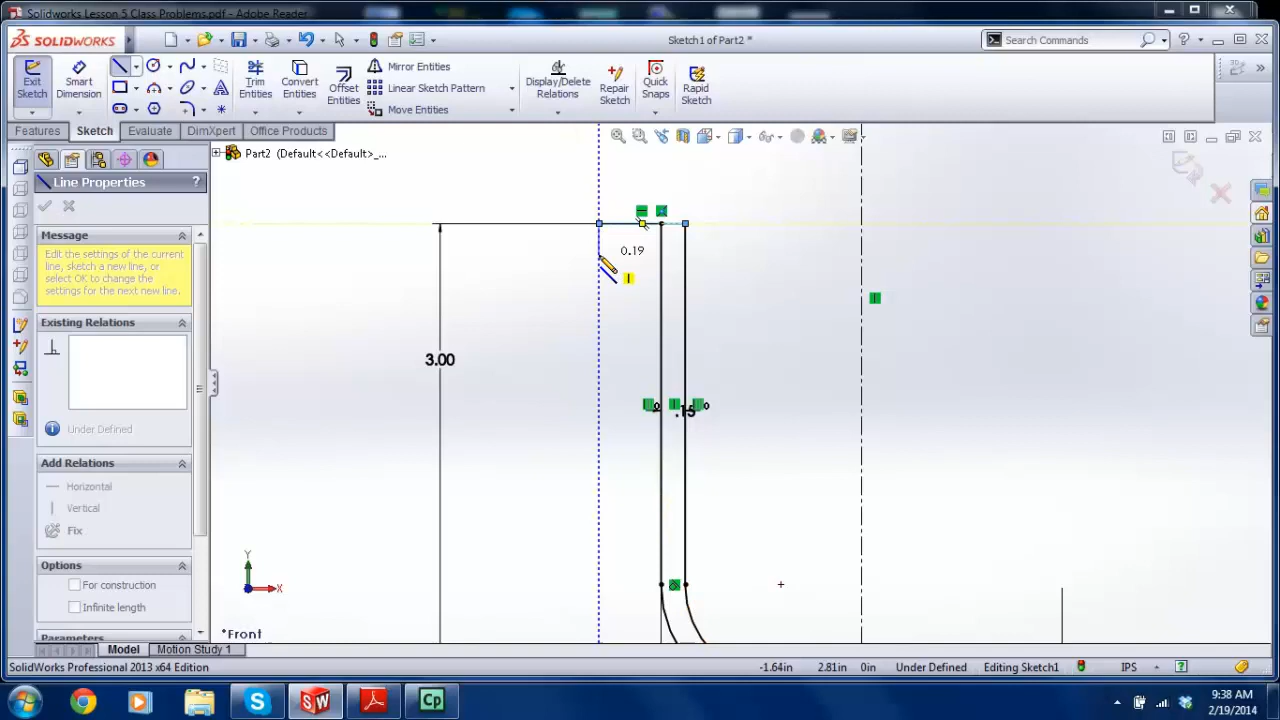 Solidworks Lesson 5 Class Problems.pdf - Adobe Reader
SOLIDWORKS
Sketch1 of Part2 *
Search Commands
Exit Sketch
Smart Dimension
Trim Entities
Convert Entities
Offset Entities
Mirror Entities
Linear Sketch Pattern
Move Entities
Display/Delete Relations
Repair Sketch
Quick Snaps
Rapid Sketch
Features
Sketch
Evaluate
DimXpert
Office Products
Part2 (Default<<Default>_...
Line Properties
?
Message
Edit the settings of the current
line, sketch a new line, or
select OK to change the
settings for the next new line.
Existing Relations
Under Defined
Add Relations
Horizontal
Vertical
Fix
Options
For construction
Infinite length
Parameters
0.19
3.00
.15
Y
X
*Front
Model
Motion Study 1
SolidWorks Professional 2013 x64 Edition
-1.64in
2.81in
0in
Under Defined
Editing Sketch1
IPS
?
S
SW
Cp
9:38 AM
2/19/2014